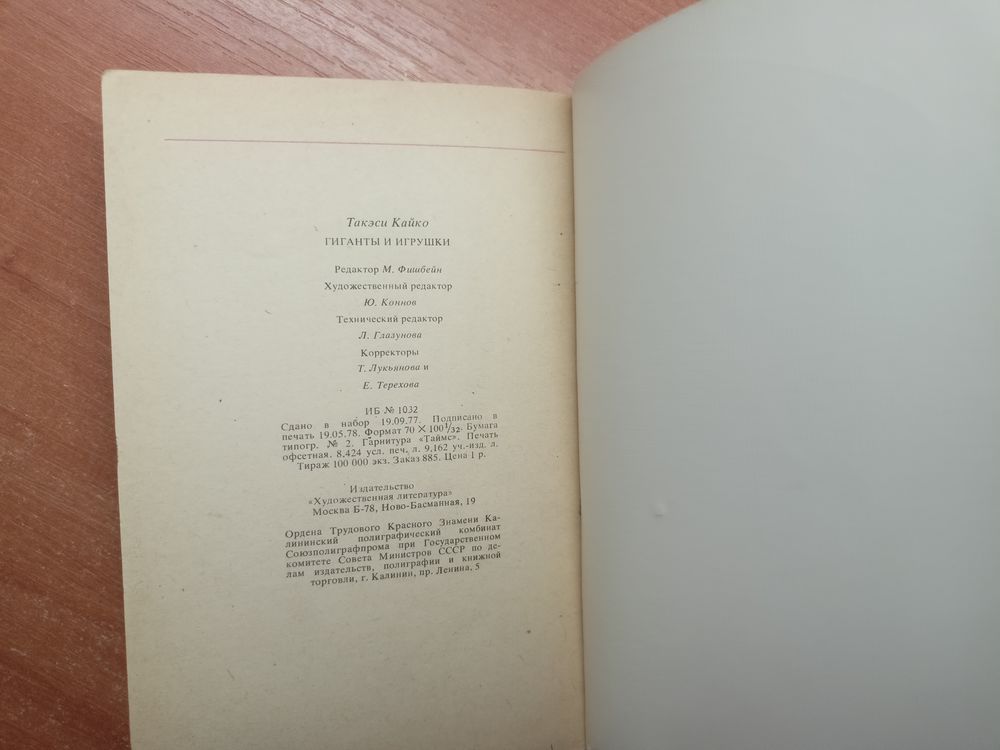 Такэси Кайко
ГИГАНТЫ И ИГРУШКИ
Редактор М. Фишбейн
Художественный редактор
Ю. Коннов
Технический редактор
Л. Глазунова
Корректоры
Т. Лукьянова и
Е. Терехова
ИБ № 1032
Сдано в набор 19.09.77. Подписано в
печать 19.05.78. Формат 70 × 100 1/32. Бумага
типогр. № 2. Гарнитура «Таймс». Печать
офсетная. 8,424 усл. печ. л. 9,162 уч.-изд. л.
Тираж 100 000 экз. Заказ 885. Цена 1 р.
Издательство
«Художественная литература»
Москва Б-78, Ново-Басманная, 19
Ордена Трудового Красного Знамени Ка-
лининский полиграфический комбинат
Союзполиграфпрома при Государственном
комитете Совета Министров СССР по де-
лам издательств, полиграфии и книжной
торговли, г. Калинин, пр. Ленина, 5